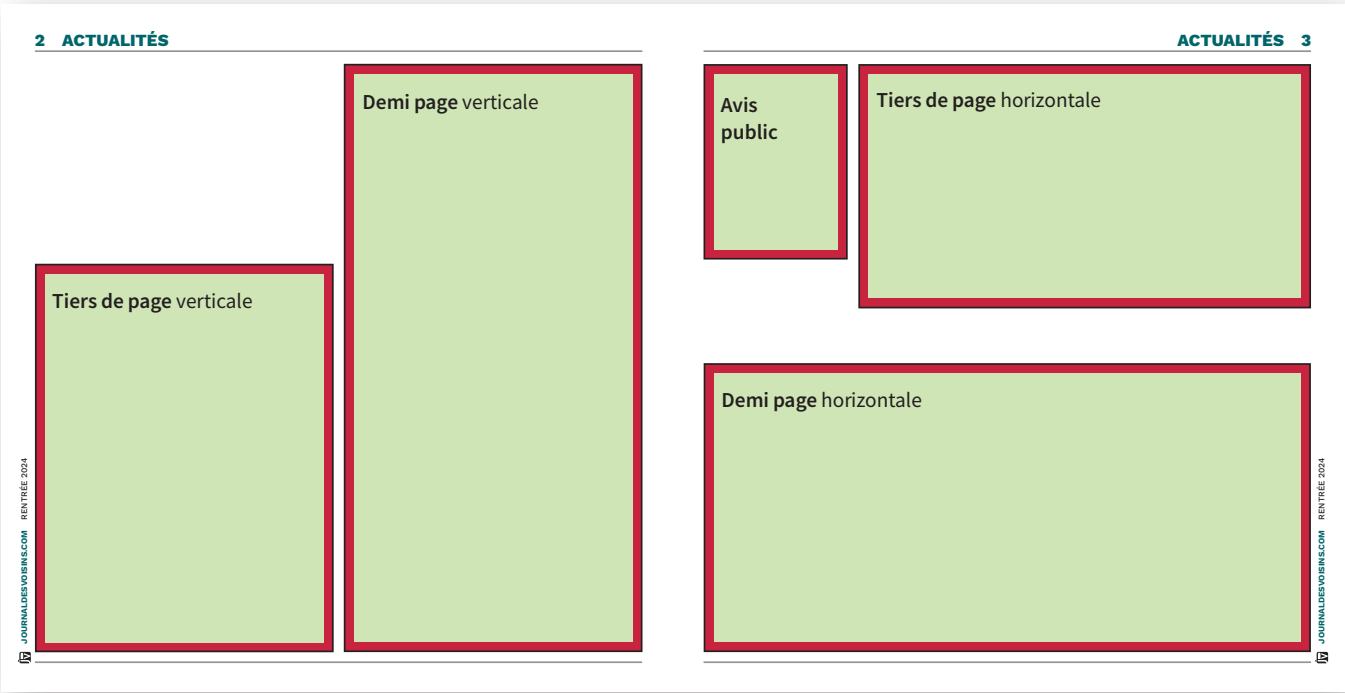 2 ACTUALITÉS
Demi page verticale
Tiers de page verticale
JOURNALDESVOISINS.COM RENTRÉE 2024
ACTUALITÉS 3
Avis
public
Tiers de page horizontale
Demi page horizontale
JOURNALDESVOISINS.COM RENTRÉE 2024